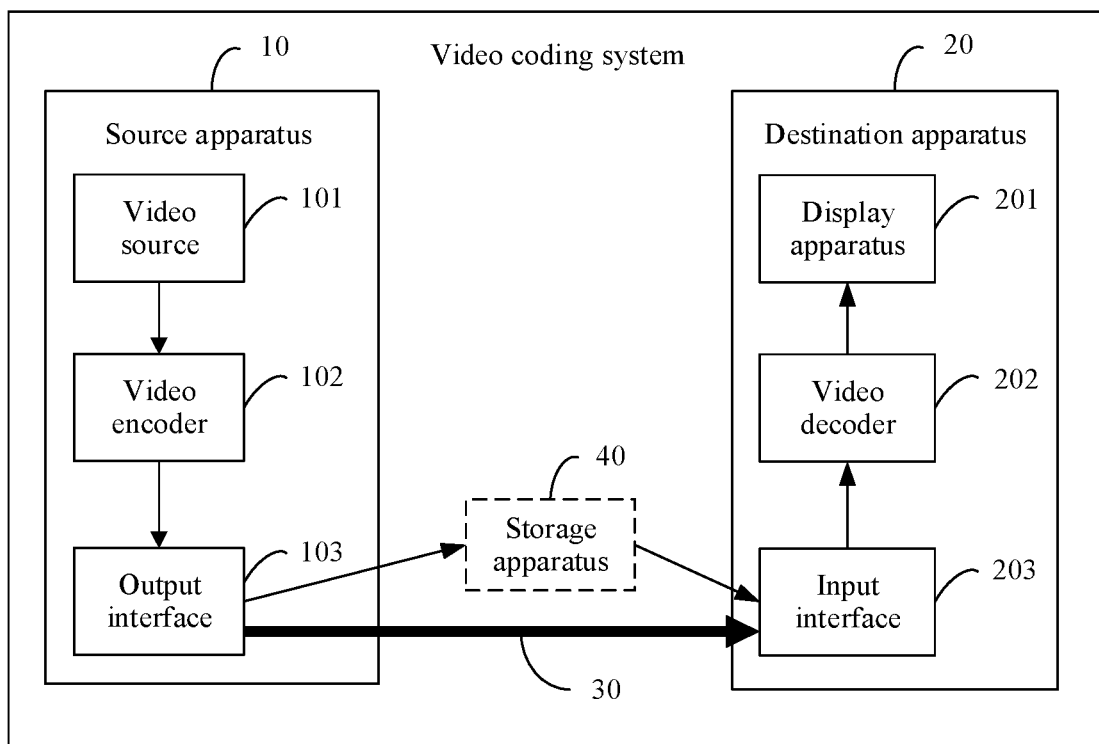 Video coding system
10
20
Source apparatus
Destination apparatus
Video
source
101
Display
apparatus
201
Video
encoder
102
Video
decoder
202
40
Storage
apparatus
Output
interface
103
Input
interface
203
30